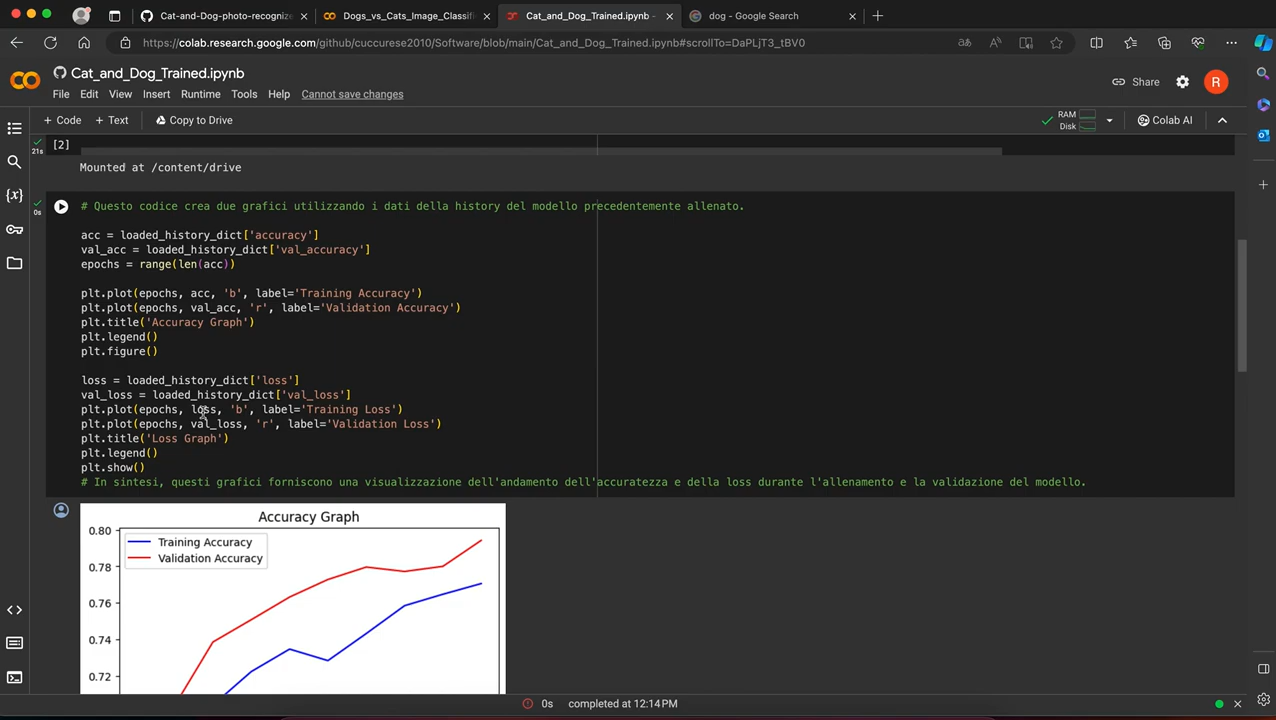 Cat-and-Dog-photo-recognize
Dogs_vs_Cats_Image_Classifi
Cat_and_Dog_Trained.ipynb -
dog - Google Search
https://colab.research.google.com/github/cuccurese2010/Software/blob/main/Cat_and_Dog_Trained.ipynb#scrollTo=DaPLjT3_tBV0
Cat_and_Dog_Trained.ipynb
Share
R
File Edit View Insert Runtime Tools Help Cannot save changes
+ Code + Text Copy to Drive
RAM
Disk
Colab AI
[2]
21s
Mounted at /content/drive
0s
# Questo codice crea due grafici utilizzando i dati della history del modello precedentemente allenato.
acc = loaded_history_dict['accuracy']
val_acc = loaded_history_dict['val_accuracy']
epochs = range(len(acc))
plt.plot(epochs, acc, 'b', label='Training Accuracy')
plt.plot(epochs, val_acc, 'r', label='Validation Accuracy')
plt.title('Accuracy Graph')
plt.legend()
plt.figure()
loss = loaded_history_dict['loss']
val_loss = loaded_history_dict['val_loss']
plt.plot(epochs, loss, 'b', label='Training Loss')
plt.plot(epochs, val_loss, 'r', label='Validation Loss')
plt.title('Loss Graph')
plt.legend()
plt.show()
# In sintesi, questi grafici forniscono una visualizzazione dell'andamento dell'accuratezza e della loss durante l'allenamento e la validazione del modello.
Accuracy Graph
0.80
Training Accuracy
Validation Accuracy
0.78
0.76
0.74
0.72
0s completed at 12:14 PM